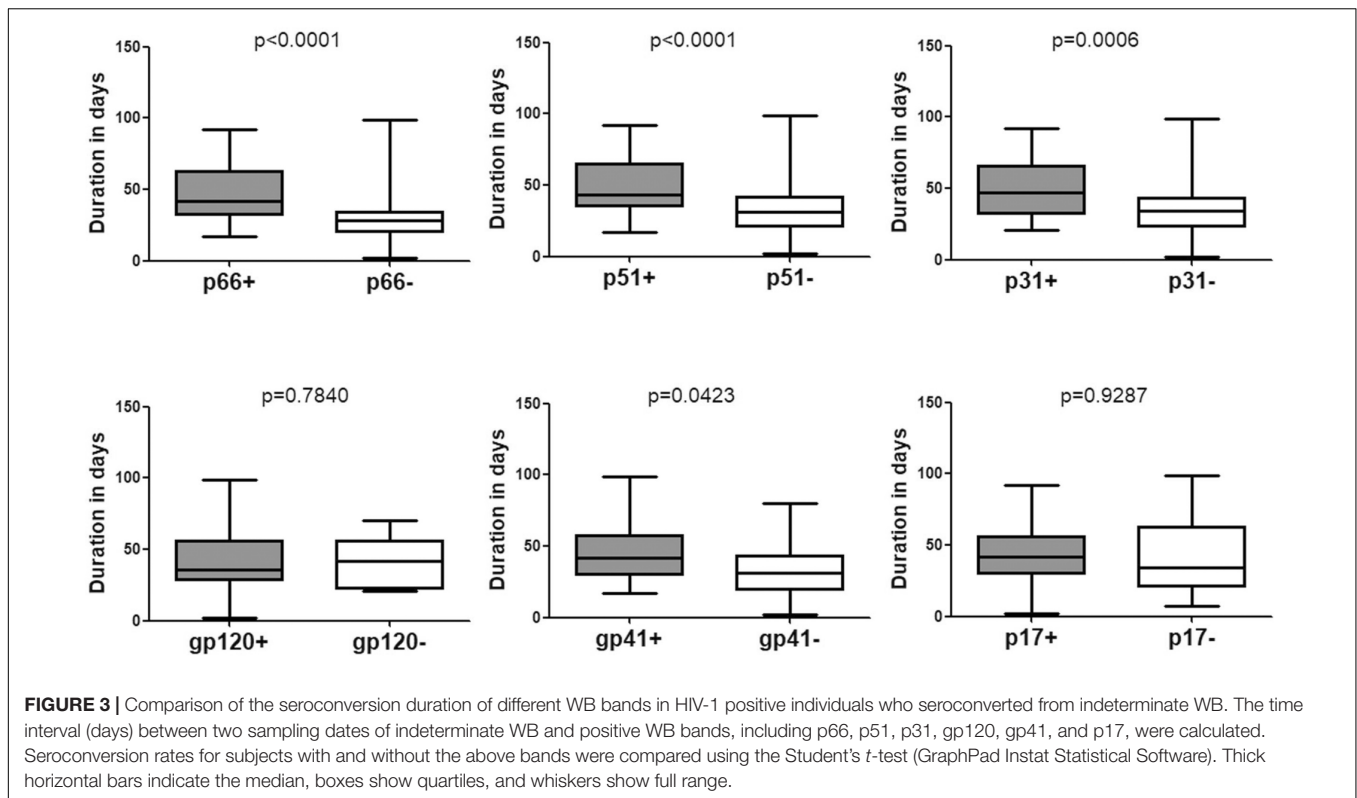 p<0.0001
p<0.0001
p=0.0006
Duration in days
150
100
50
0
p66+ p66-
Duration in days
150
100
50
0
p51+ p51-
Duration in days
150
100
50
0
p31+ p31-
p=0.7840
p=0.0423
p=0.9287
Duration in days
150
100
50
0
gp120+ gp120-
Duration in days
150
100
50
0
gp41+ gp41-
Duration in days
150
100
50
0
p17+ p17-
FIGURE 3 | Comparison of the seroconversion duration of different WB bands in HIV-1 positive individuals who seroconverted from indeterminate WB. The time
interval (days) between two sampling dates of indeterminate WB and positive WB bands, including p66, p51, p31, gp120, gp41, and p17, were calculated.
Seroconversion rates for subjects with and without the above bands were compared using the Student's t-test (GraphPad Instat Statistical Software). Thick
horizontal bars indicate the median, boxes show quartiles, and whiskers show full range.